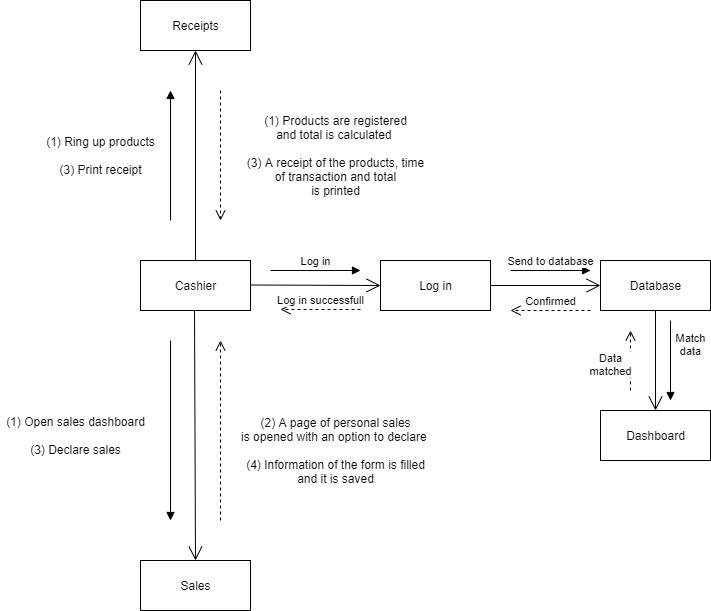 Receipts
(1) Ring up products
(3) Print receipt
(1) Products are registered
and total is calculated
(3) A receipt of the products, time
of transaction and total
is printed
Cashier
Log in
Log in successfull
Log in
Send to database
Confirmed
Database
Data
matched
Match
data
Dashboard
(1) Open sales dashboard
(3) Declare sales
(2) A page of personal sales
is opened with an option to declare
(4) Information of the form is filled
and it is saved
Sales